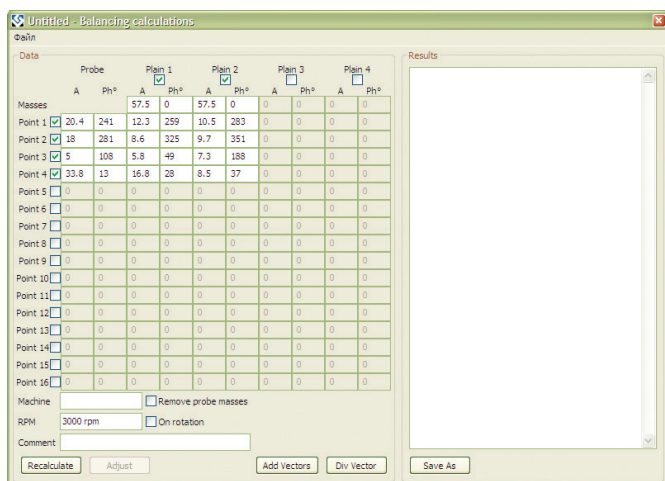 Untitled - Balancing calculations
Файл
Data
Results
Probe Plain 1 Plain 2 Plain 3 Plain 4
A Ph° A Ph° A Ph° A Ph° A Ph°
Masses 57.5 0 57.5 0 0 0 0 0
Point 1 20.4 241 12.3 259 10.5 283 0 0 0 0
Point 2 18 281 8.6 325 9.7 351 0 0 0 0
Point 3 5 108 5.8 49 7.3 188 0 0 0 0
Point 4 33.8 13 16.8 28 8.5 37 0 0 0 0
Point 5 0 0 0 0 0 0 0 0 0 0
Point 6 0 0 0 0 0 0 0 0 0 0
Point 7 0 0 0 0 0 0 0 0 0 0
Point 8 0 0 0 0 0 0 0 0 0 0
Point 9 0 0 0 0 0 0 0 0 0 0
Point 10 0 0 0 0 0 0 0 0 0 0
Point 11 0 0 0 0 0 0 0 0 0 0
Point 12 0 0 0 0 0 0 0 0 0 0
Point 13 0 0 0 0 0 0 0 0 0 0
Point 14 0 0 0 0 0 0 0 0 0 0
Point 15 0 0 0 0 0 0 0 0 0 0
Point 16 0 0 0 0 0 0 0 0 0 0
Machine Remove probe masses
RPM 3000 rpm On rotation
Comment
Recalculate Adjust Add Vectors Div Vector Save As